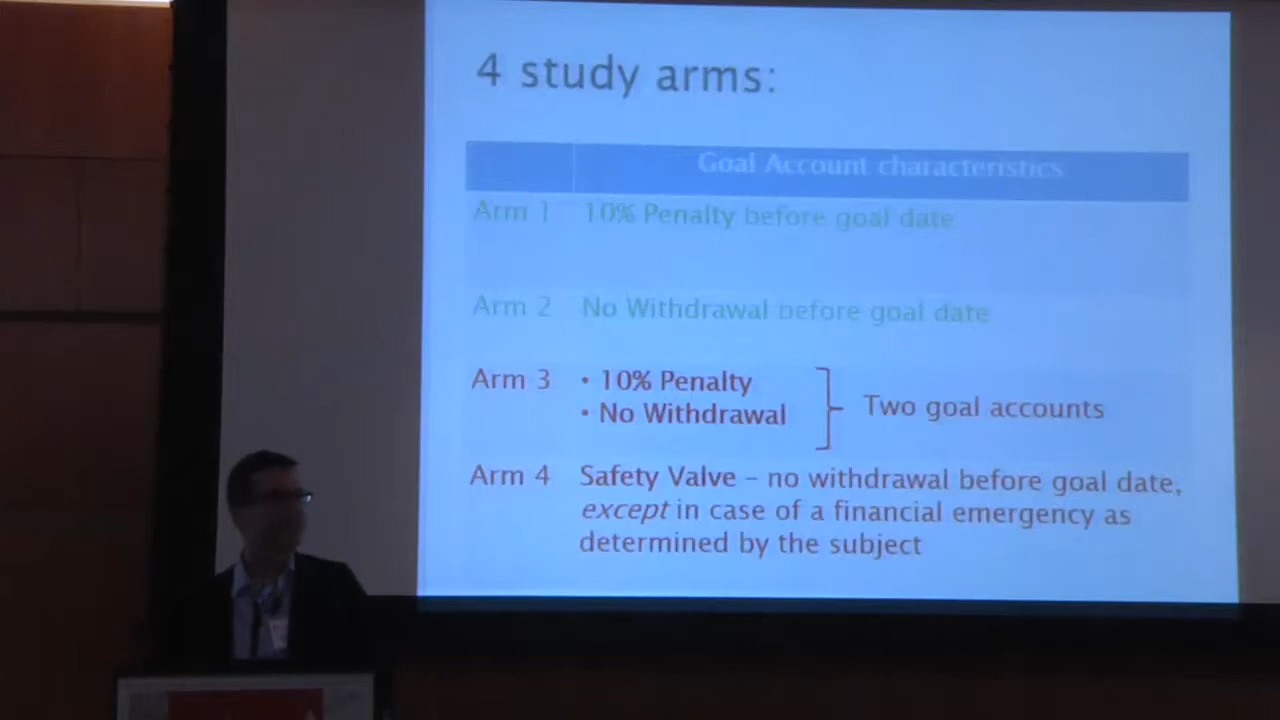 4 study arms:
Goal Account characteristics
Arm 1 10% Penalty before goal date
Arm 2 No Withdrawal before goal date
Arm 3 • 10% Penalty
• No Withdrawal
Two goal accounts
Arm 4 Safety Valve – no withdrawal before goal date,
except in case of a financial emergency as
determined by the subject